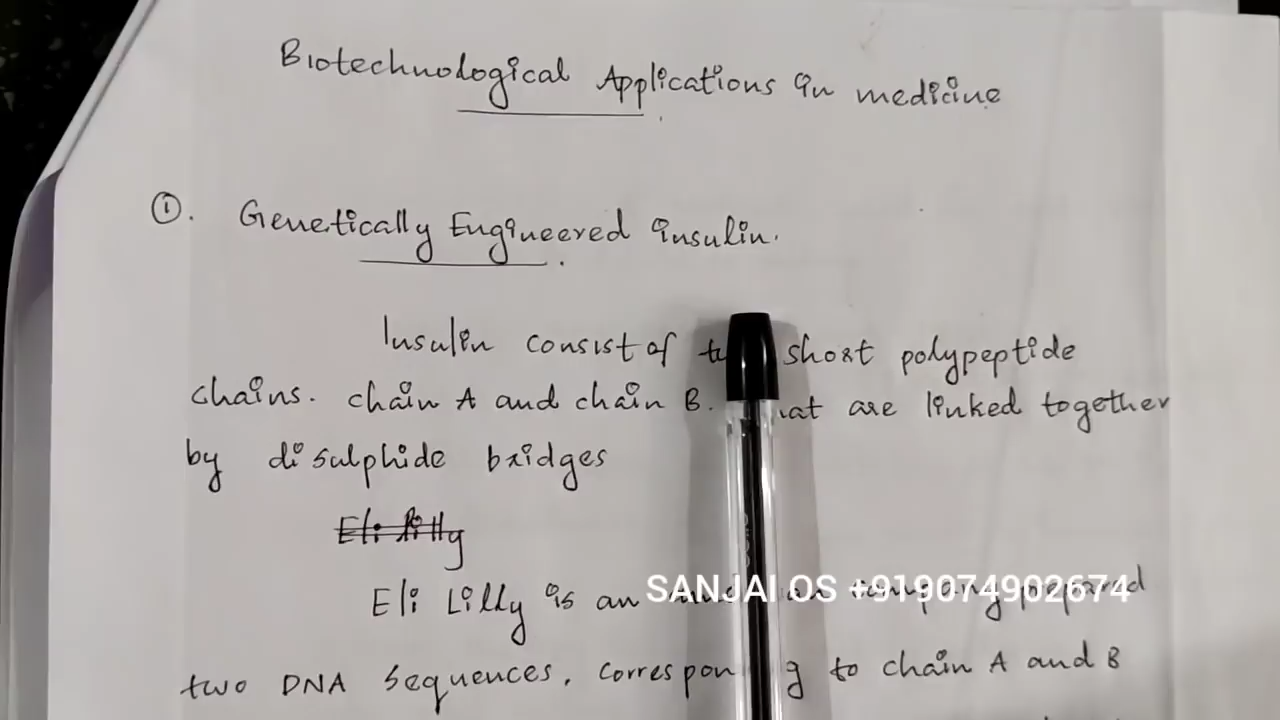 Biotechnological Applications in medicine
①. Genetically Engineered insulin.
Insulin consist of short polypeptide
chains. chain A and chain B. are linked together
by disulphide bridges
Eli lilly
Eli Lilly is an company prepared
SANJAI OS +919074902674
two DNA sequences, to chain A and B